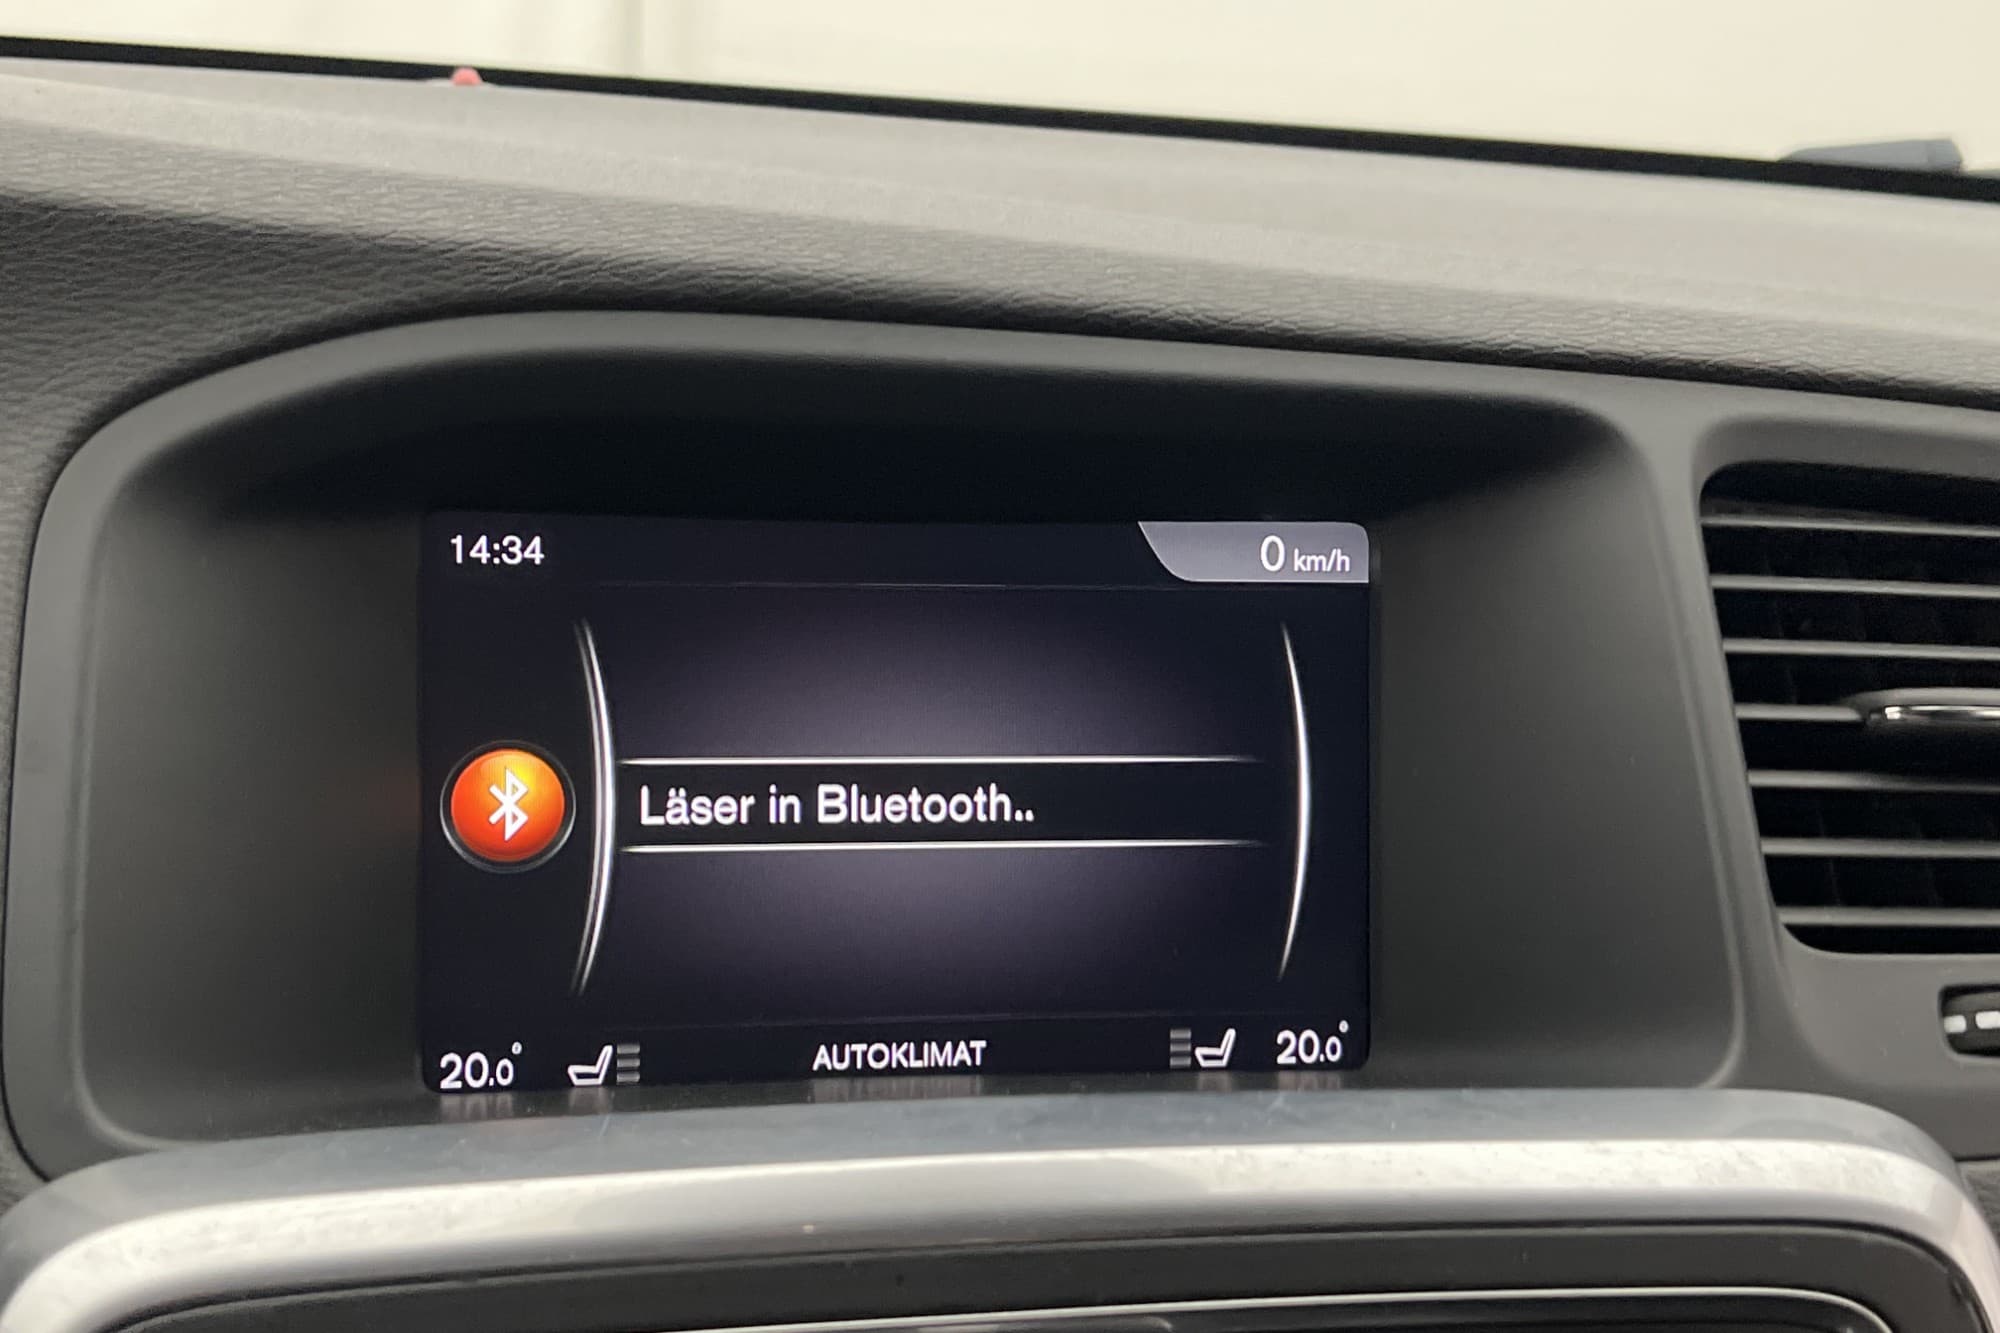 14:34
0 km/h
Läser in Bluetooth..
20.0°
AUTOKLIMAT
20.0°